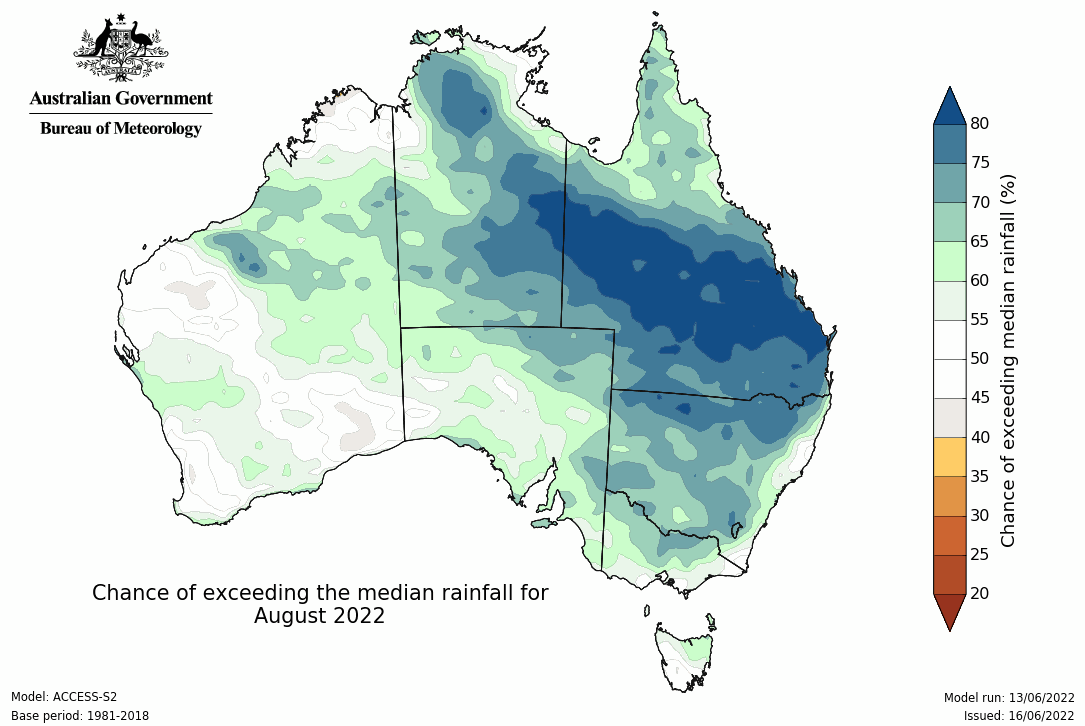 Australian Government
Bureau of Meteorology
80
75
70
65
60
55
50
45
40
35
30
25
20
Chance of exceeding median rainfall (%)
Chance of exceeding the median rainfall for
August 2022
Model: ACCESS-S2
Base period: 1981-2018
Model run: 13/06/2022
Issued: 16/06/2022